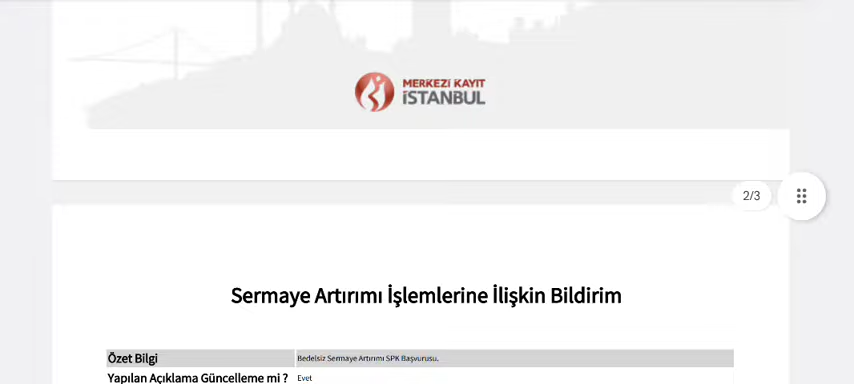 MERKEZİ KAYIT
İSTANBUL
2/3
Sermaye Artırımı İşlemlerine İlişkin Bildirim
Özet Bilgi Bedelsiz Sermaye Artırımı SPK Başvurusu.
Yapılan Açıklama Güncelleme mi ? Evet